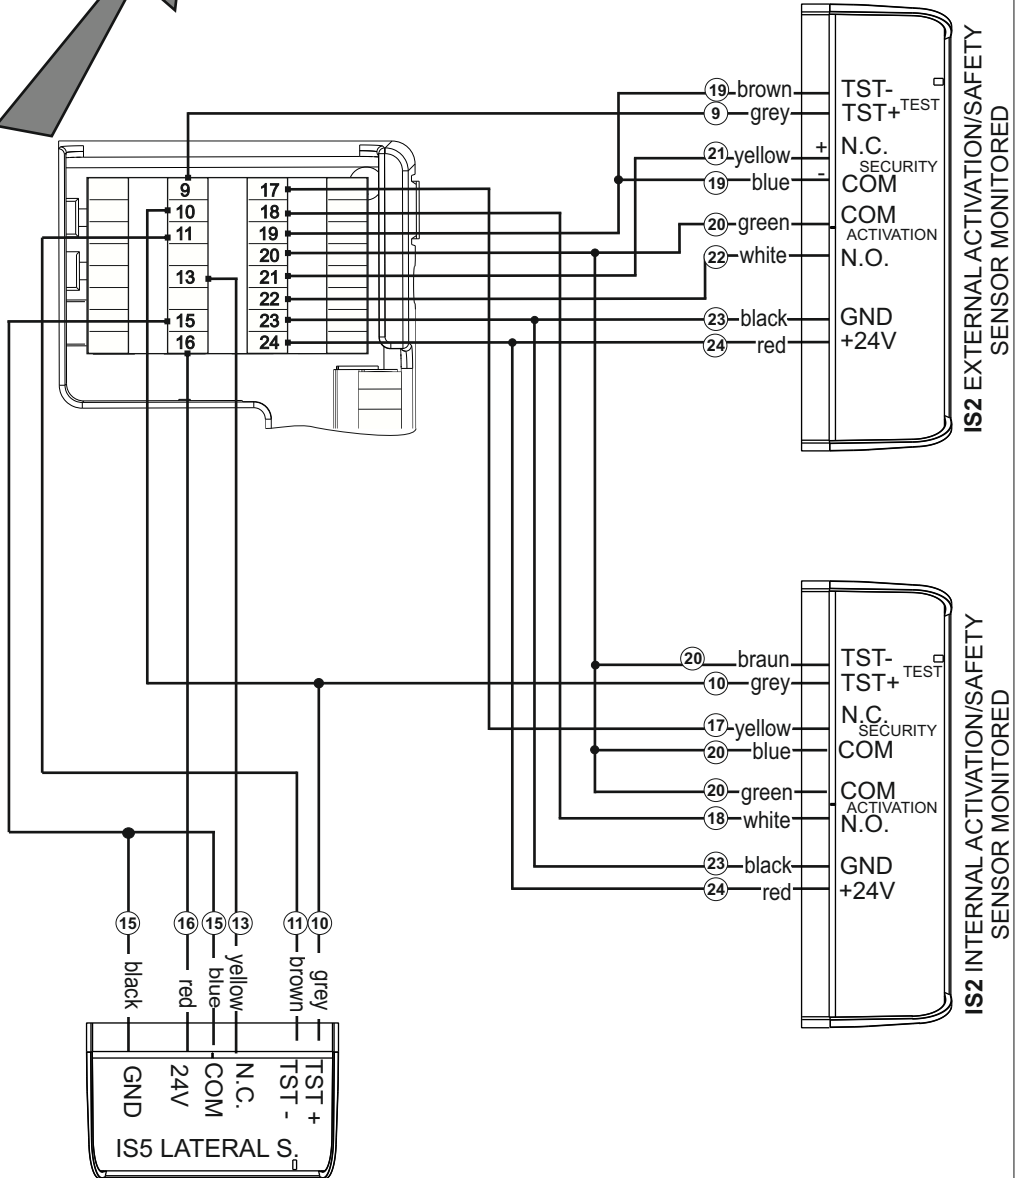 19 brown TST-
TEST
9 grey TST+
21 yellow + N.C.
SECURITY
19 blue - COM
20 green COM
ACTIVATION
22 white N.O.
23 black GND
24 red +24V
IS2 EXTERNAL ACTIVATION/SAFETY
SENSOR MONITORED
9 17
10 18
11 19
20
13 21
22
15 23
16 24
20 braun TST-
TEST
10 grey TST+
17 yellow N.C.
SECURITY
20 blue COM
20 green COM
ACTIVATION
18 white N.O.
23 black GND
24 red +24V
IS2 INTERNAL ACTIVATION/SAFETY
SENSOR MONITORED
15 16 15 13 11 10
black red blue yellow brown grey
GND 24V COM N.C. TST - TST +
IS5 LATERAL S.